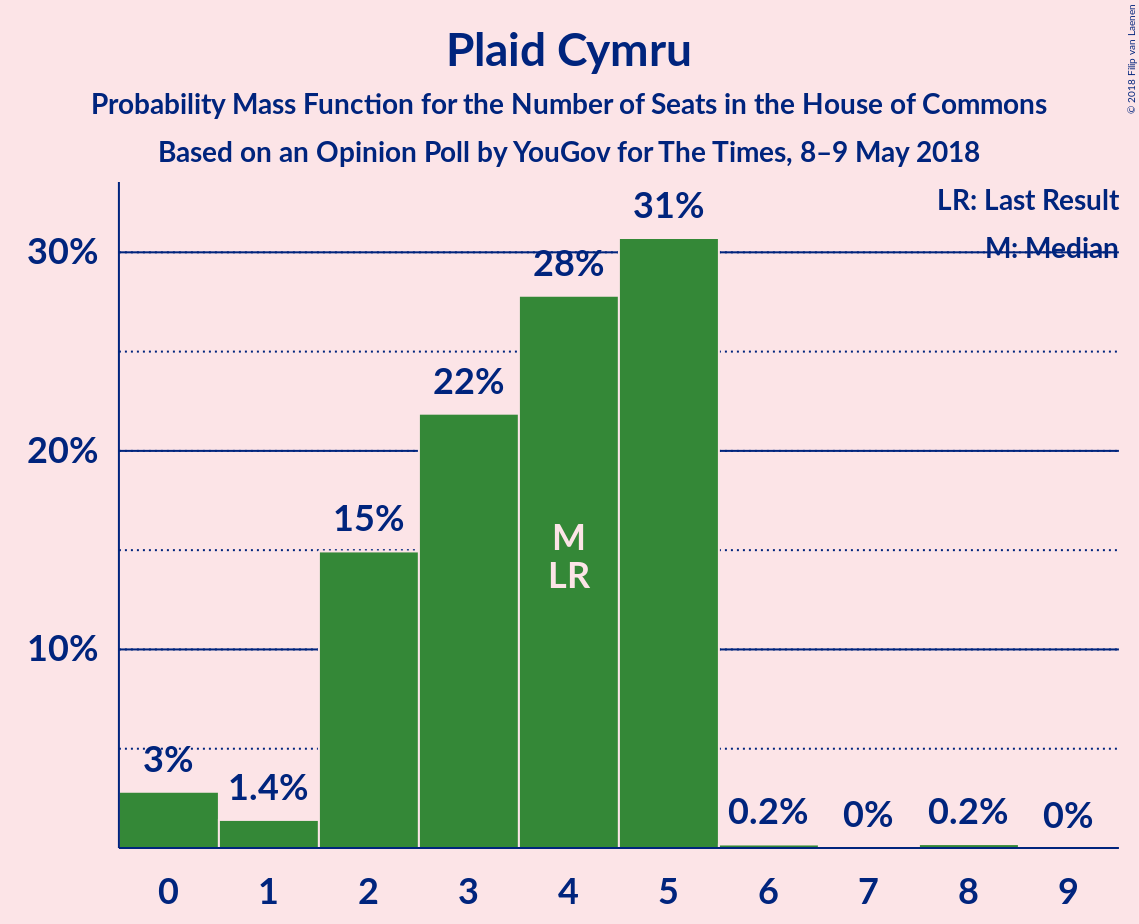 Plaid Cymru
Probability Mass Function for the Number of Seats in the House of Commons
Based on an Opinion Poll by YouGov for The Times, 8–9 May 2018
© 2018 Filip van Laenen
LR: Last Result
M: Median
30%
20%
10%
3%
1.4%
15%
22%
28%
31%
0.2%
0%
0.2%
0%
M
LR
0 1 2 3 4 5 6 7 8 9